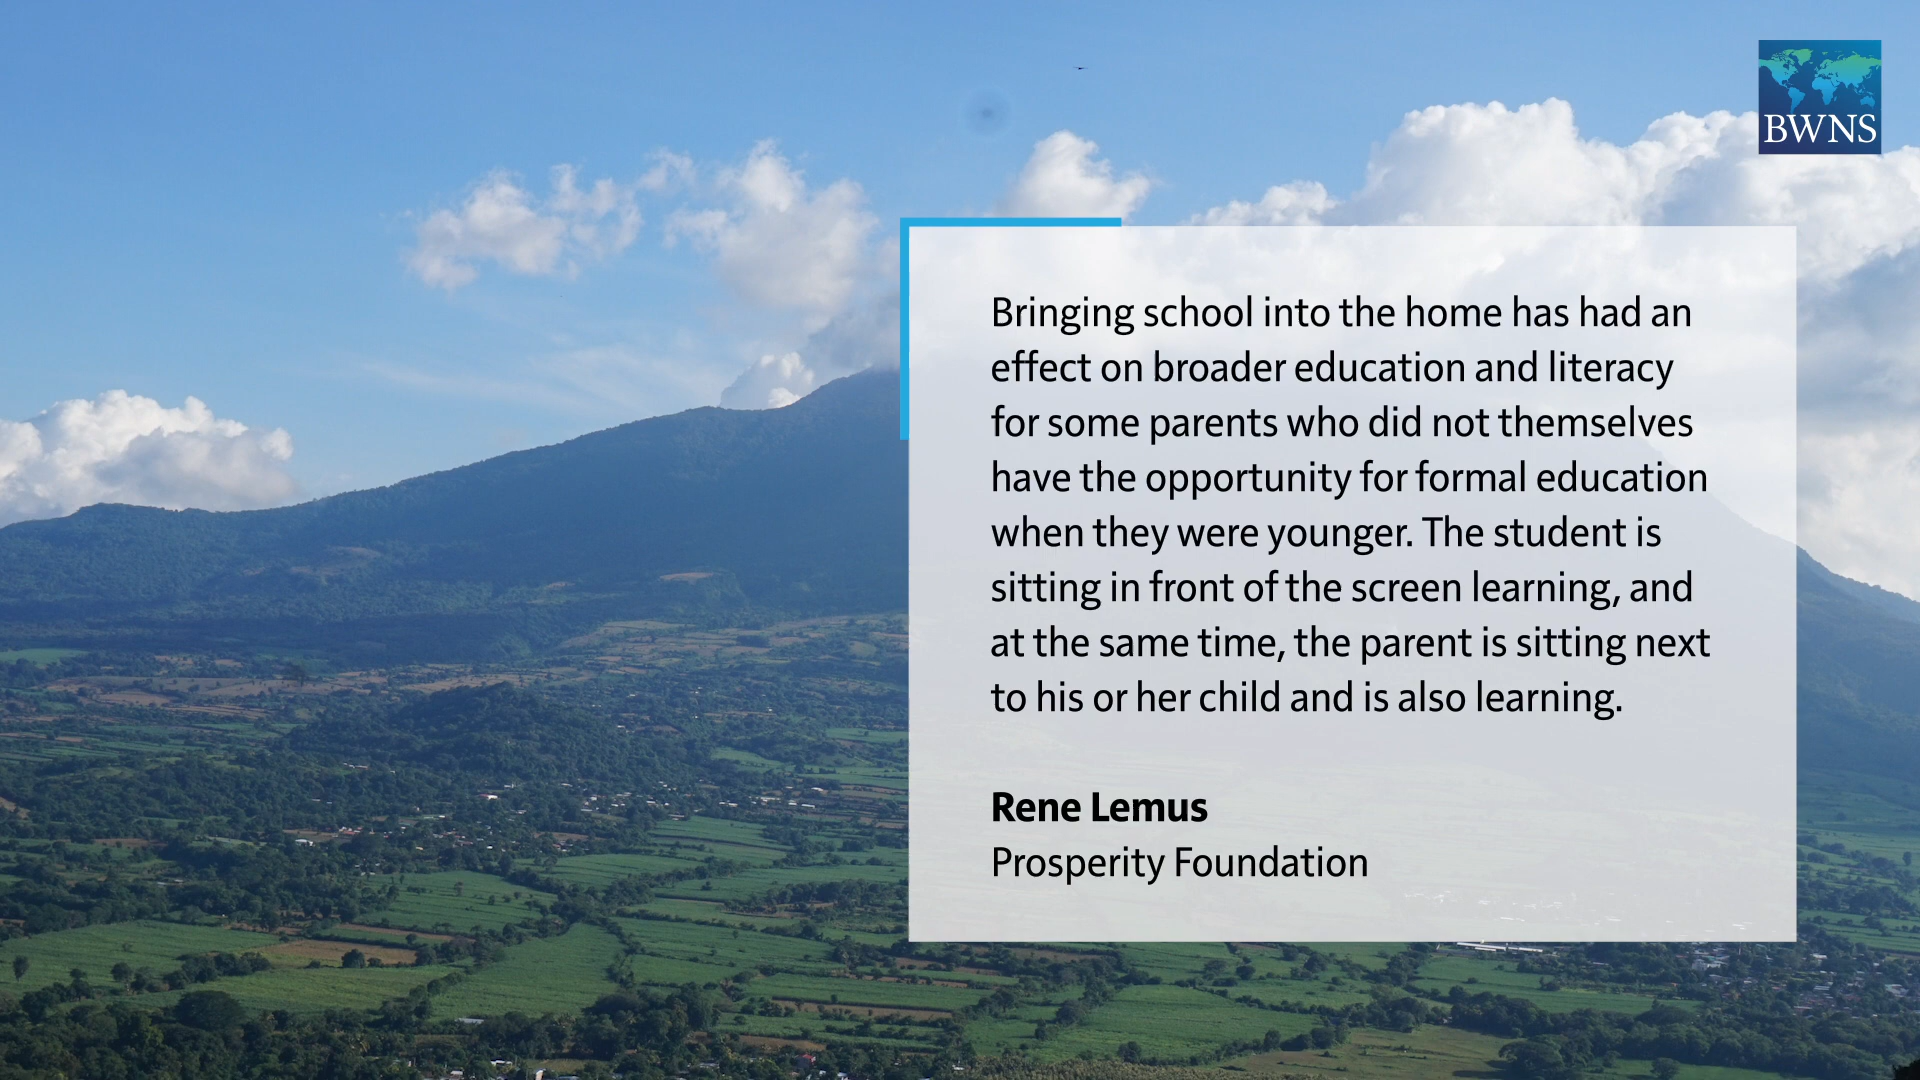 BWNS
Bringing school into the home has had an
effect on broader education and literacy
for some parents who did not themselves
have the opportunity for formal education
when they were younger. The student is
sitting in front of the screen learning, and
at the same time, the parent is sitting next
to his or her child and is also learning.
Rene Lemus
Prosperity Foundation